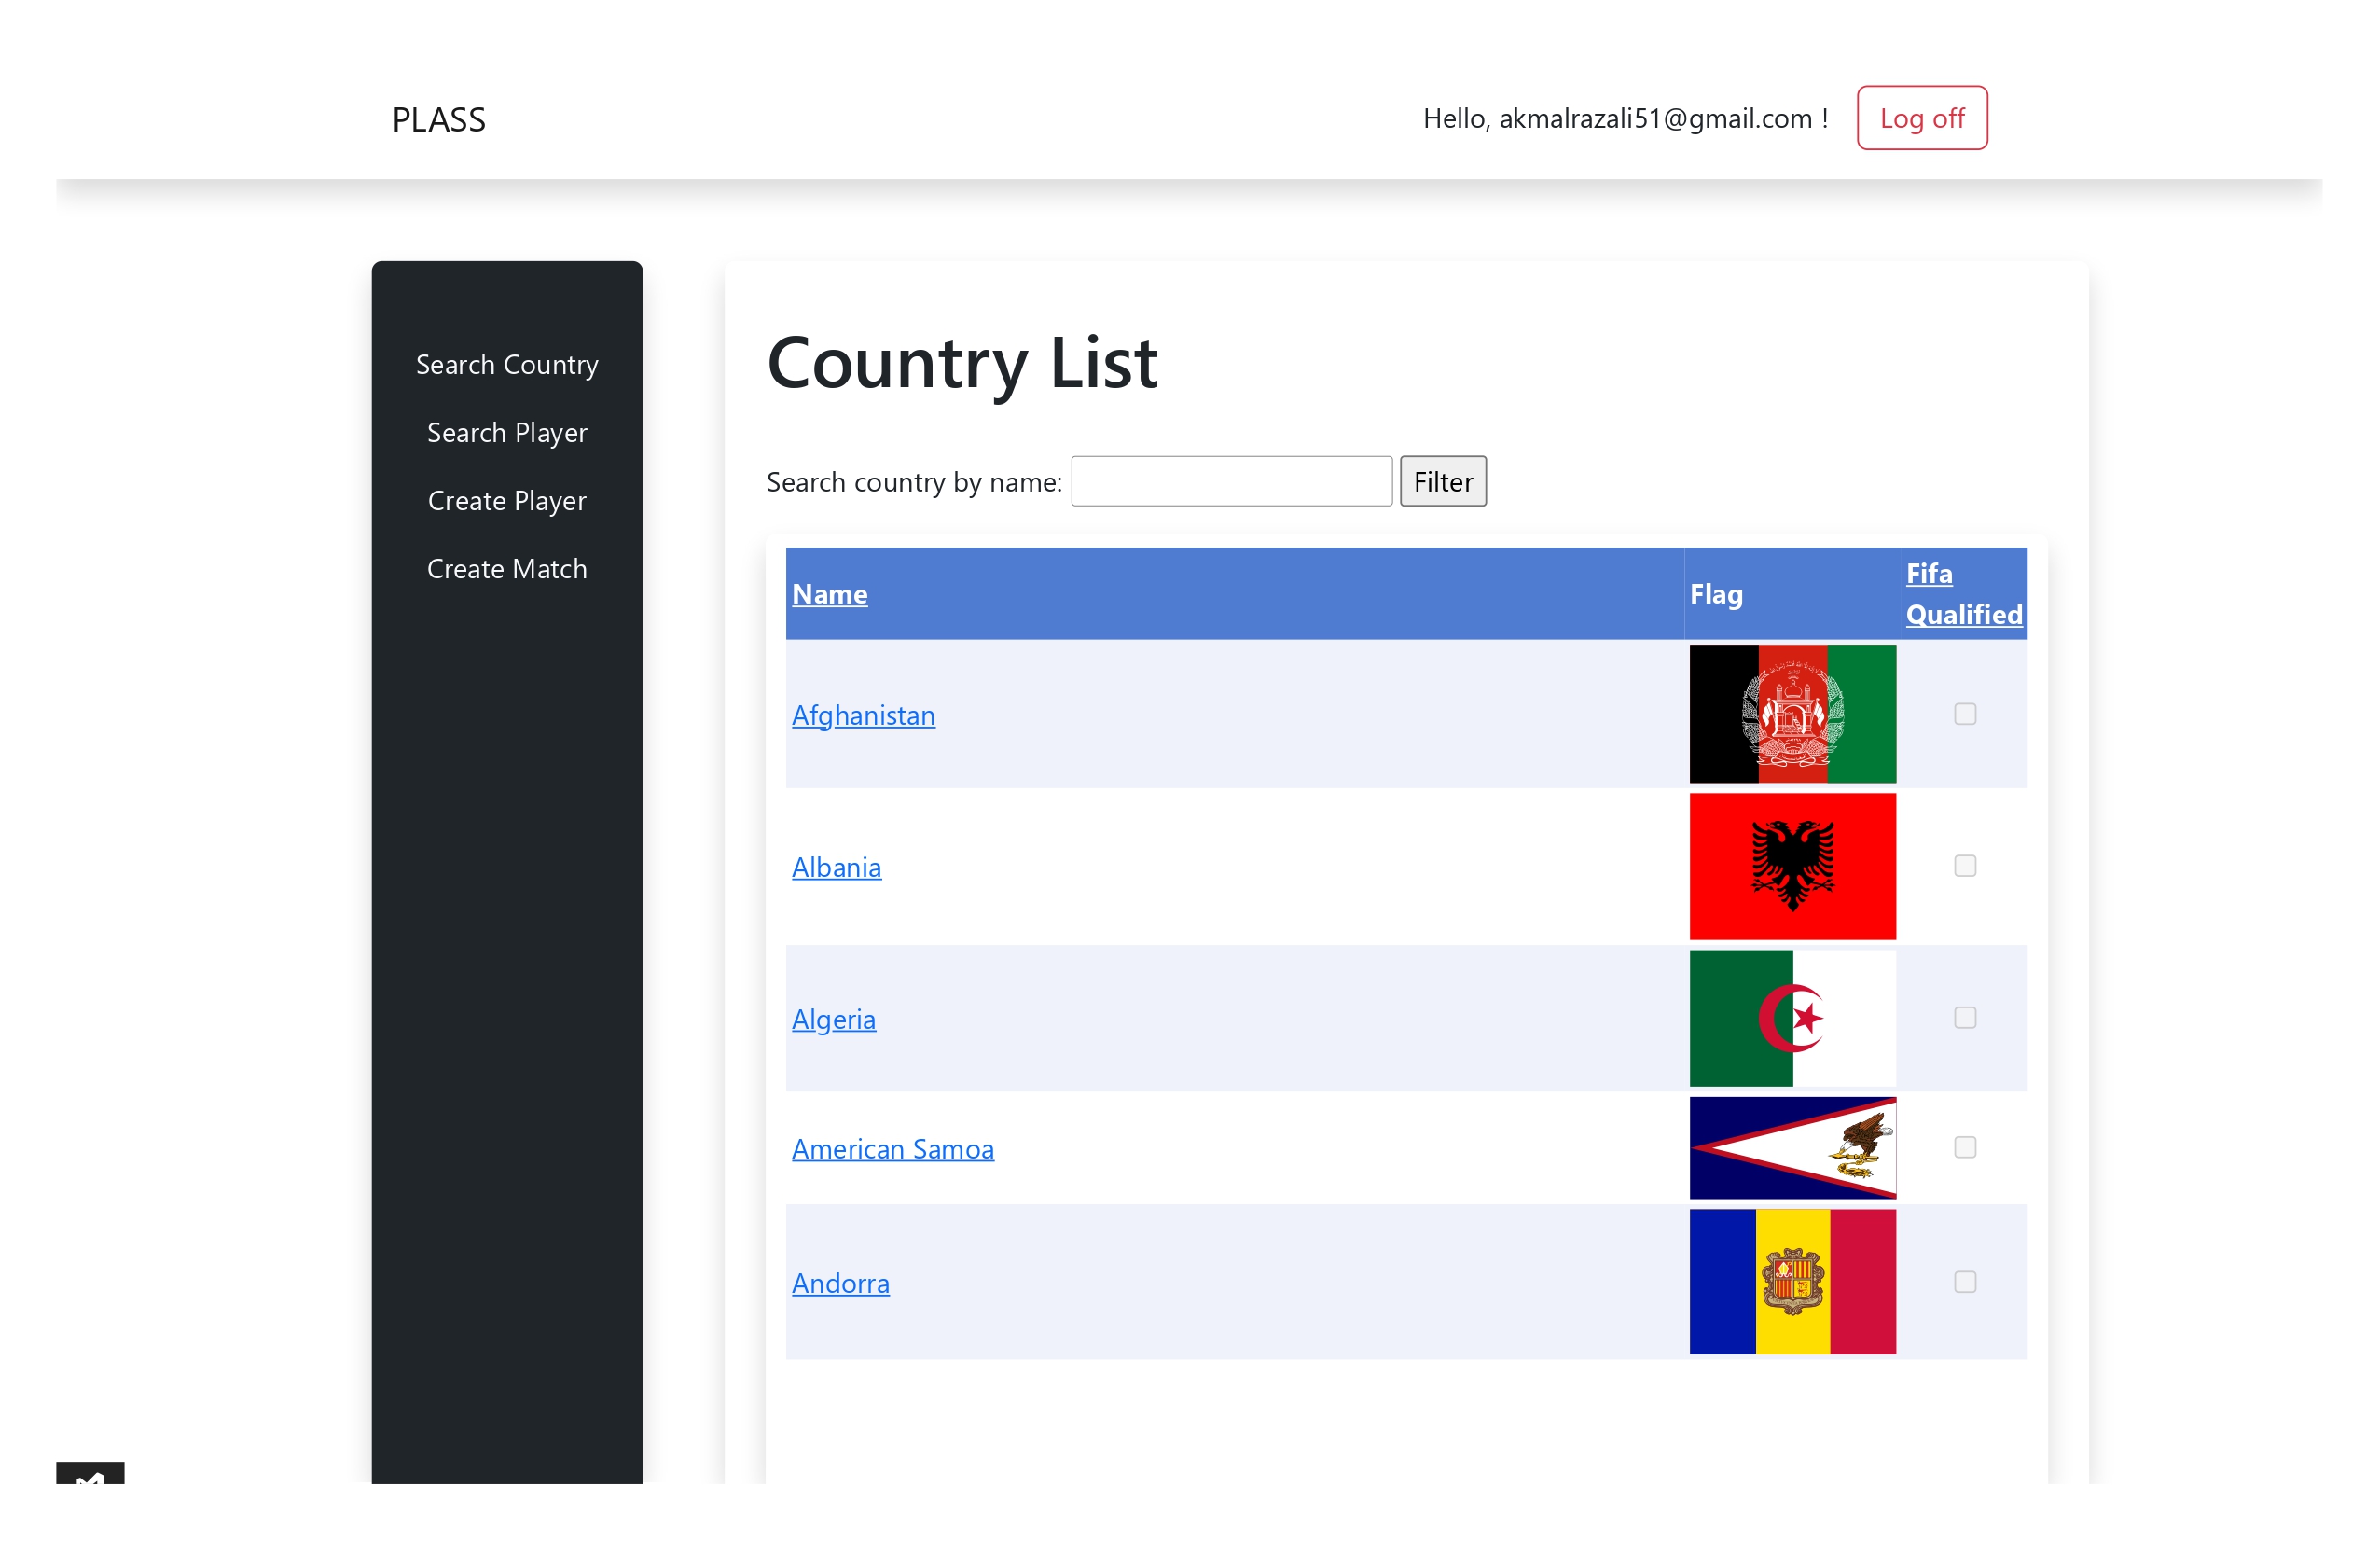 PLASS
Hello, akmalrazali51@gmail.com !
Log off
Search Country
Search Player
Create Player
Create Match
Country List
Search country by name:
Filter
Name
Flag
Fifa
Qualified
Afghanistan
Albania
Algeria
American Samoa
Andorra